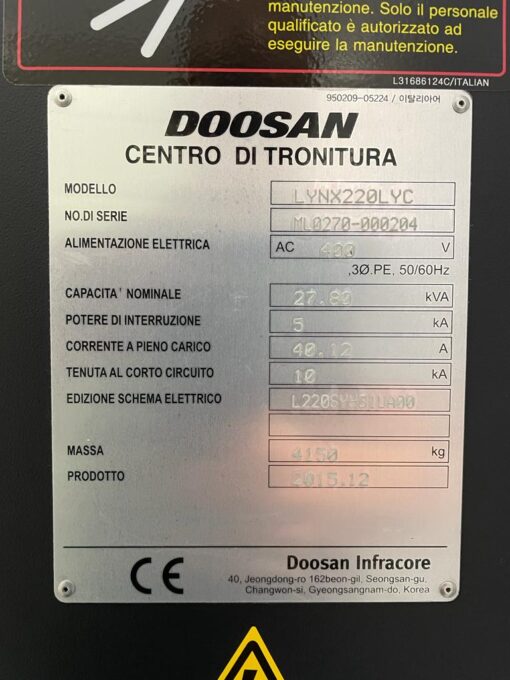 manutenzione. Solo il personale
qualificato è autorizzato ad
eseguire la manutenzione.
L31686124C/ITALIAN
950209-05224 / 이탈리아어
DOOSAN
CENTRO DI TRONITURA
MODELLO LYNX220LYC
NO.DI SERIE ML0270-000204
ALIMENTAZIONE ELETTRICA AC 400 V
,3Ø.PE, 50/60Hz
CAPACITA' NOMINALE 27.80 kVA
POTERE DI INTERRUZIONE 5 kA
CORRENTE A PIENO CARICO 40.12 A
TENUTA AL CORTO CIRCUITO 10 kA
EDIZIONE SCHEMA ELETTRICO
MASSA 4150 kg
PRODOTTO 2015.12
CE
Doosan Infracore
40, Jeongdong-ro 162beon-gil, Seongsan-gu,
Changwon-si, Gyeongsangnam-do, Korea